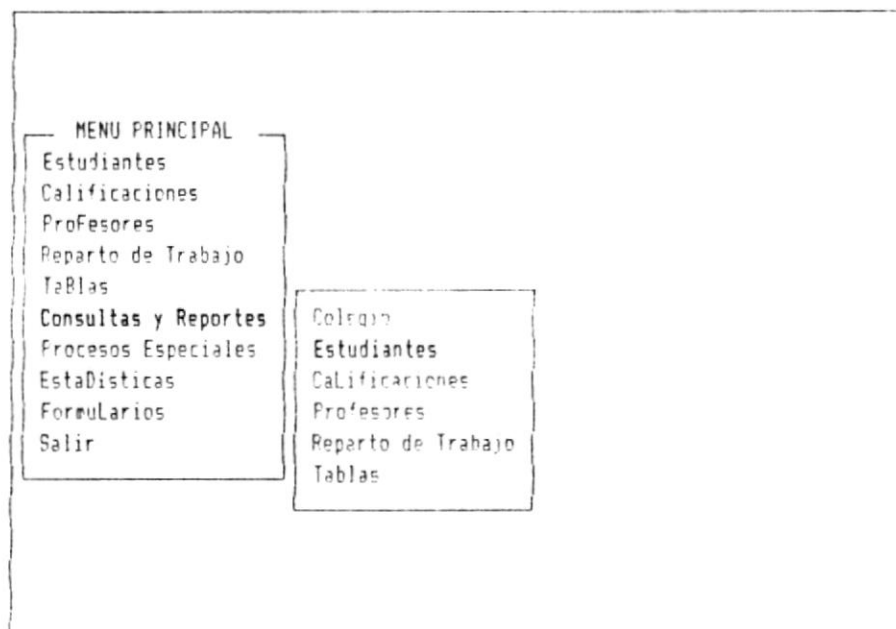 MENU PRINCIPAL
Estudiantes
Calificaciones
ProFesores
Reparto de Trabajo
TaBlas
Consultas y Reportes
Procesos Especiales
EstaDisticas
FormuLarios
Salir
Colegio
Estudiantes
CaLificaciones
Profesores
Reparto de Trabajo
Tablas